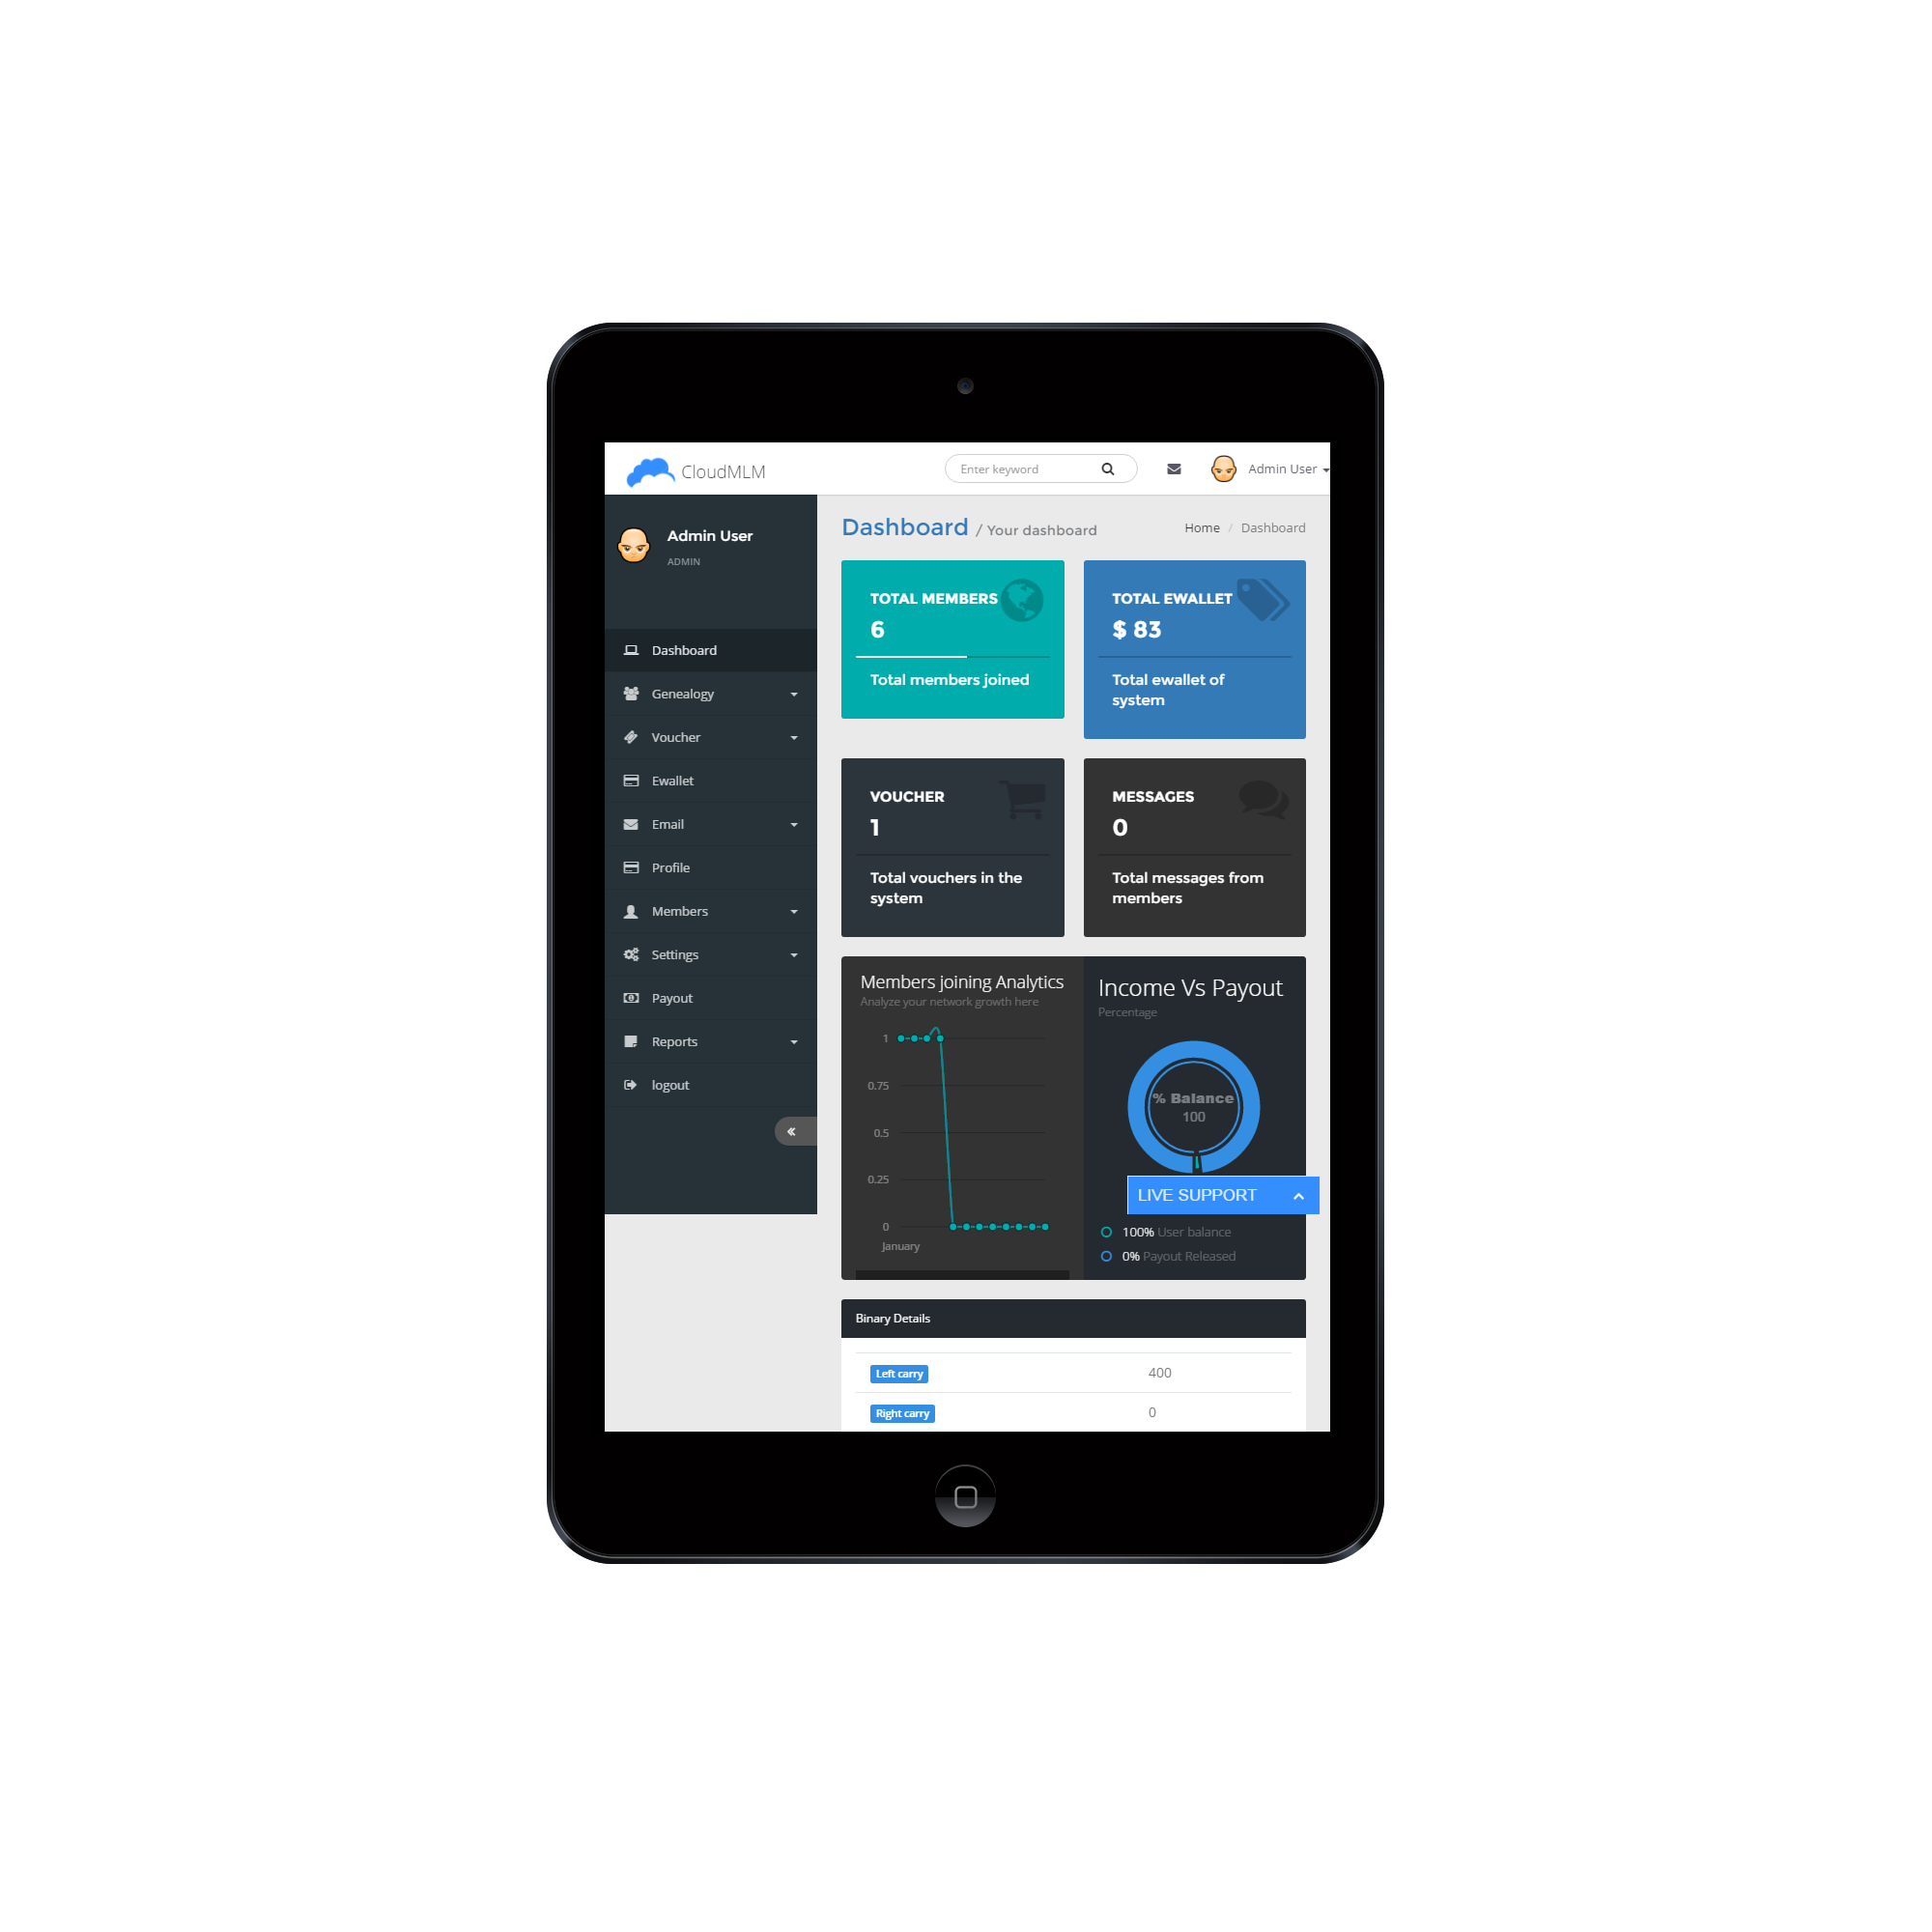 CloudMLM
Enter keyword
Admin User
Admin User
ADMIN
Dashboard
Genealogy
Voucher
Ewallet
Email
Profile
Members
Settings
Payout
Reports
logout
Dashboard / Your dashboard
Home / Dashboard
TOTAL MEMBERS
6
Total members joined
TOTAL EWALLET
$ 83
Total ewallet of
system
VOUCHER
1
Total vouchers in the
system
MESSAGES
0
Total messages from
members
Members joining Analytics
Analyze your network growth here
1
0.75
0.5
0.25
0
January
Income Vs Payout
Percentage
% Balance
100
LIVE SUPPORT
100% User balance
0% Payout Released
Binary Details
Left carry 400
Right carry 0